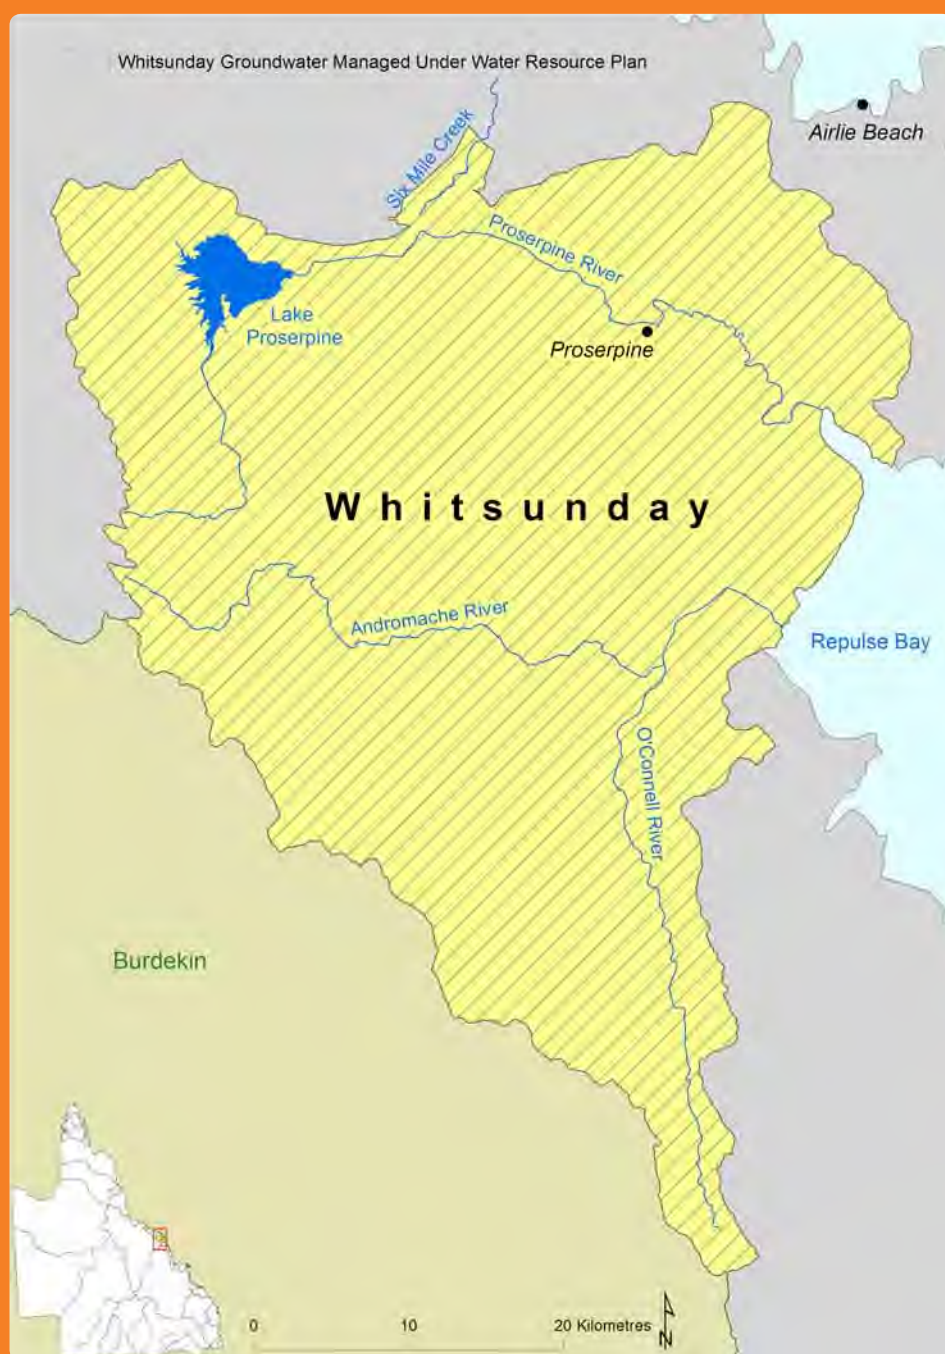 Whitsunday Groundwater Managed Under Water Resource Plan
Airlie Beach
Six Mile Creek
Proserpine River
Lake
Proserpine
Proserpine
Whitsunday
Andromache River
Repulse Bay
O'Connell River
Burdekin
0 10 20 Kilometres
N